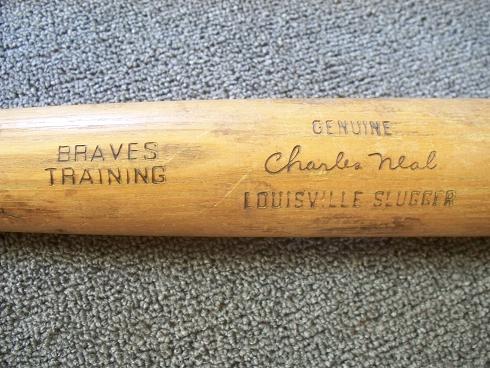 BRAVES
TRAINING
GENUINE
Charles Neal
LOUISVILLE SLUGGER